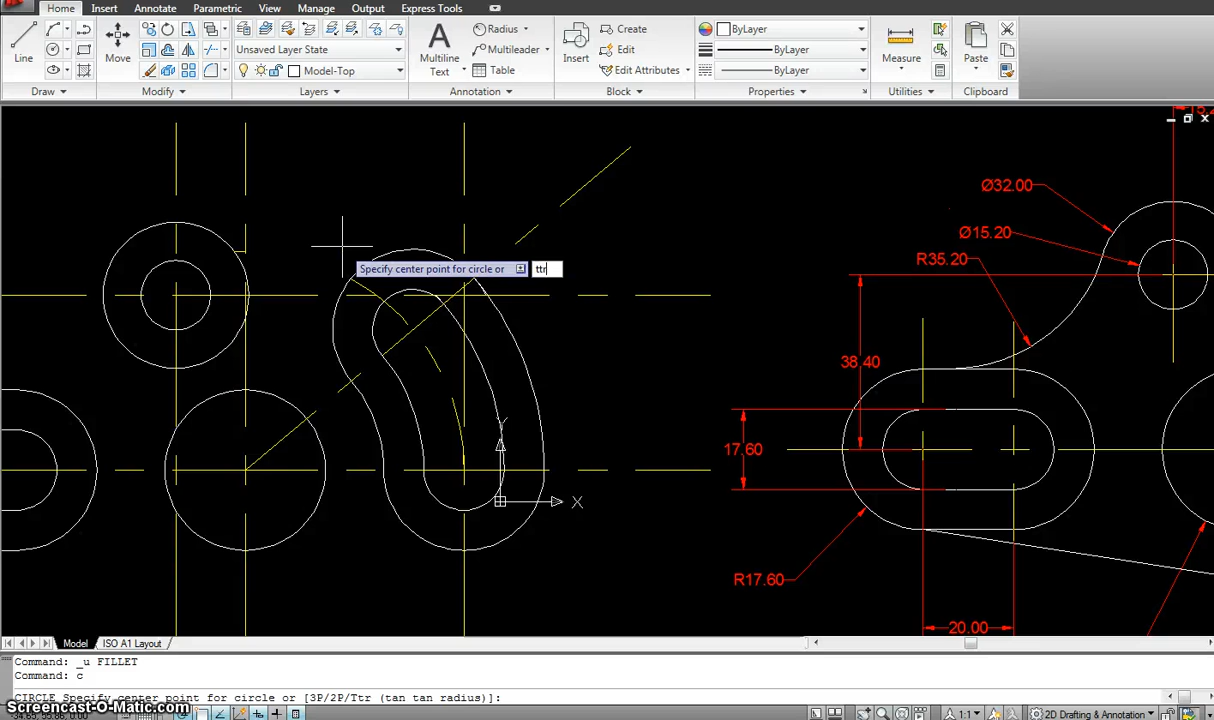 Home Insert Annotate Parametric View Manage Output Express Tools
Line Move Unsaved Layer State Multiline Text Radius Multileader Table Insert Create Edit Edit Attributes ByLayer ByLayer ByLayer Measure Paste
Model-Top
Draw Modify Layers Annotation Block Properties Utilities Clipboard
Specify center point for circle or ttr
Y
X
Ø32.00
Ø15.20
R35.20
38.40
17.60
R17.60
20.00
Model ISO A1 Layout
Command: _u FILLET
Command: c
CIRCLE Specify center point for circle or [3P/2P/Ttr (tan tan radius)]:
Screencast-O-Matic.com
1:1 2D Drafting & Annotation